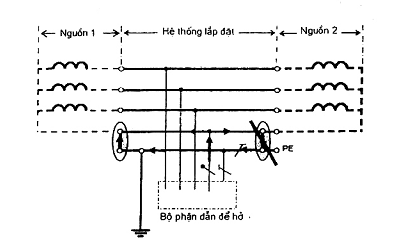 Nguồn 1
Hệ thống lắp đặt
Nguồn 2
PE
Bộ phận dẫn để hở